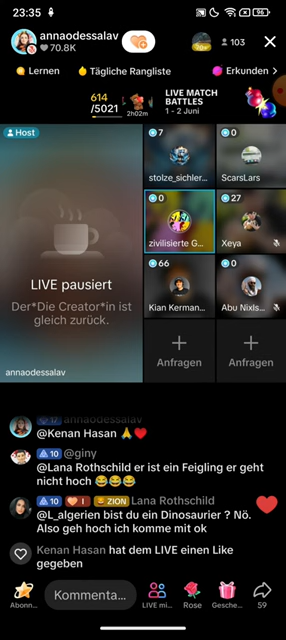 23:35
96
annaodessalav
70.8K
103
Lernen
Tägliche Rangliste
Erkunden
614
/5021
2h02m
LIVE MATCH
BATTLES
1 - 2 Juni
Host
7
stolze_sichler...
0
ScarsLars
LIVE pausiert
Der*Die Creator*in ist
gleich zurück.
annaodessalav
0
zivilisierte G...
27
Xeya
66
Kian Kerman...
0
Abu Nixls...
Anfragen
Anfragen
annaodessalav
@Kenan Hasan 🙏❤️
10 @giny
@Lana Rothschild er ist ein Feigling er geht
nicht hoch 😂😂😂
10 I ZION Lana Rothschild
@L_algerien bist du ein Dinosaurier ? Nö.
Also geh hoch ich komme mit ok
Kenan Hasan hat dem LIVE einen Like
gegeben
Abonn...
Kommenta...
LIVE mi...
Rose
Gesche...
59